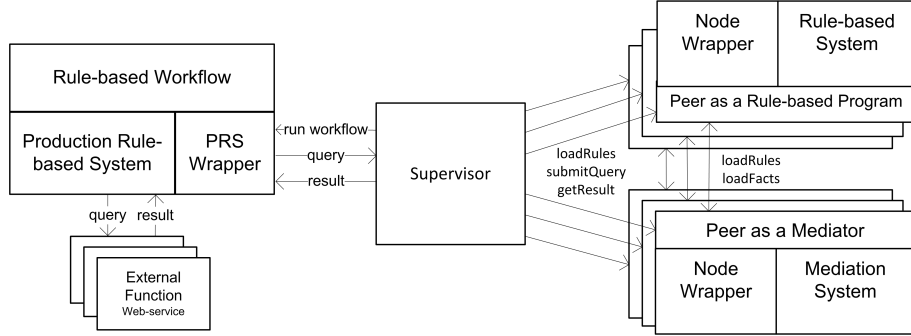 Rule-based Workflow
Production Rule-
based System
PRS
Wrapper
query
result
External
Function
Web-service
run workflow
query
result
Supervisor
loadRules
submitQuery
getResult
Node
Wrapper
Rule-based
System
Peer as a Rule-based Program
loadRules
loadFacts
Peer as a Mediator
Node
Wrapper
Mediation
System